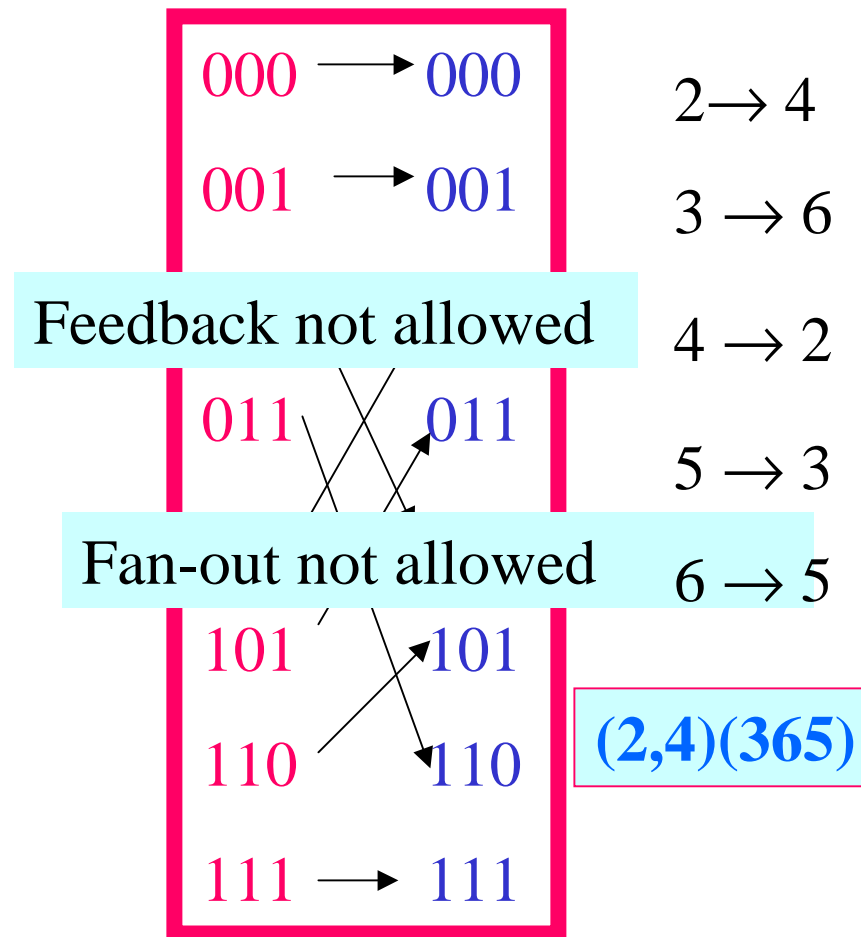 000 → 000
001 → 001
Feedback not allowed
011 011
Fan-out not allowed
101 101
110 110
111 → 111
2→ 4
3 → 6
4 → 2
5 → 3
6 → 5
(2,4)(365)